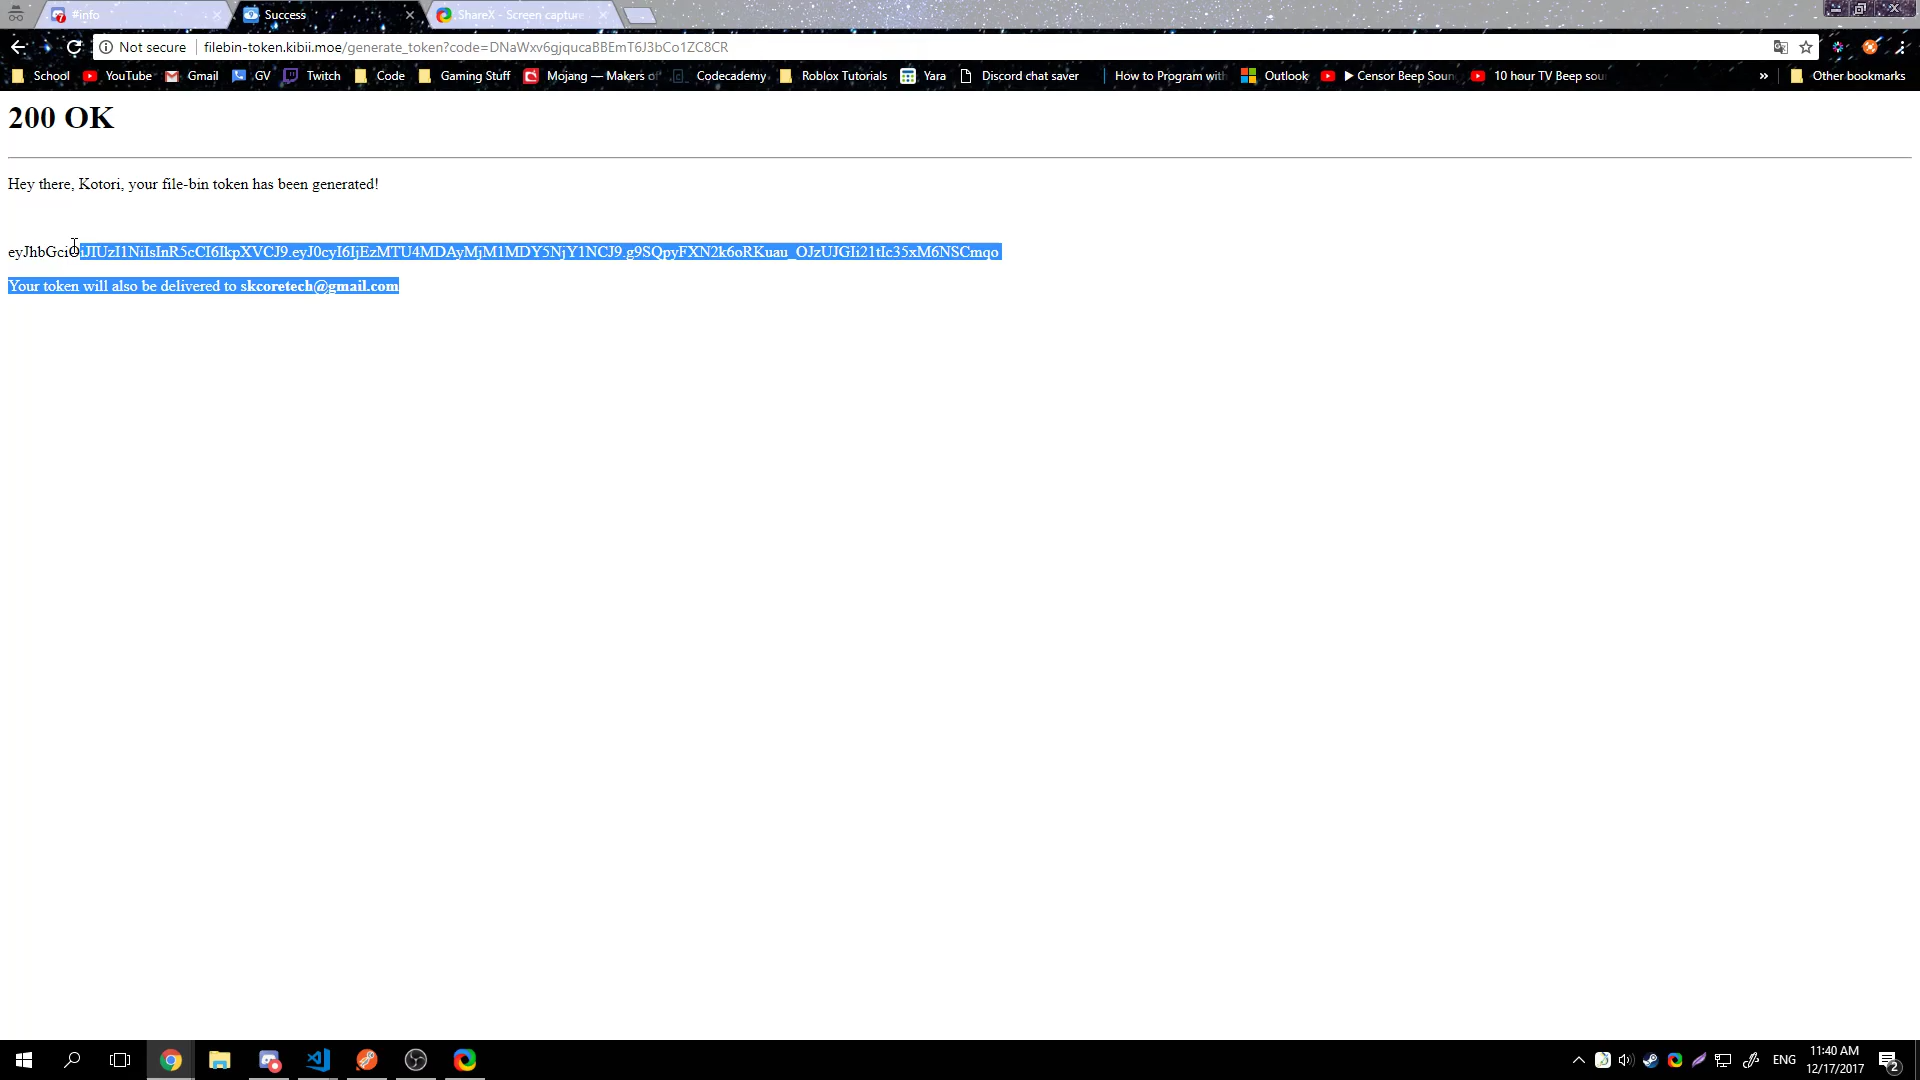 #info
Success
ShareX - Screen capture
Not secure
filebin-token.kibii.moe/generate_token?code=DNaWxv6gjqucaBBEmT6J3bCo1ZC8CR
School
YouTube
Gmail
GV
Twitch
Code
Gaming Stuff
Mojang — Makers of
Codecademy
Roblox Tutorials
Yara
Discord chat saver
How to Program with
Outlook
▶ Censor Beep Soun
10 hour TV Beep sou
»
Other bookmarks
200 OK
Hey there, Kotori, your file-bin token has been generated!
eyJhbGciOiJIUzI1NiIsInR5cCI6IkpXVCJ9.eyJ0cyI6IjEzMTU4MDAyMjM1MDY5NjY1NCJ9.g9SQpyFXN2k6oRKuau_OJzUJGIi21tIc35xM6NSCmqo
Your token will also be delivered to skcoretech@gmail.com
ENG
11:40 AM
12/17/2017
2